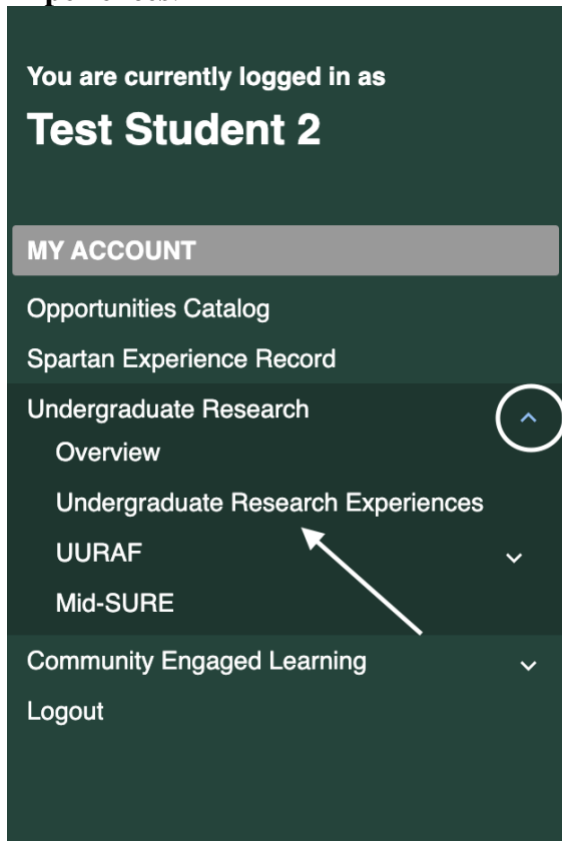 You are currently logged in as
Test Student 2
MY ACCOUNT
Opportunities Catalog
Spartan Experience Record
Undergraduate Research
Overview
Undergraduate Research Experiences
UURAF
Mid-SURE
Community Engaged Learning
Logout